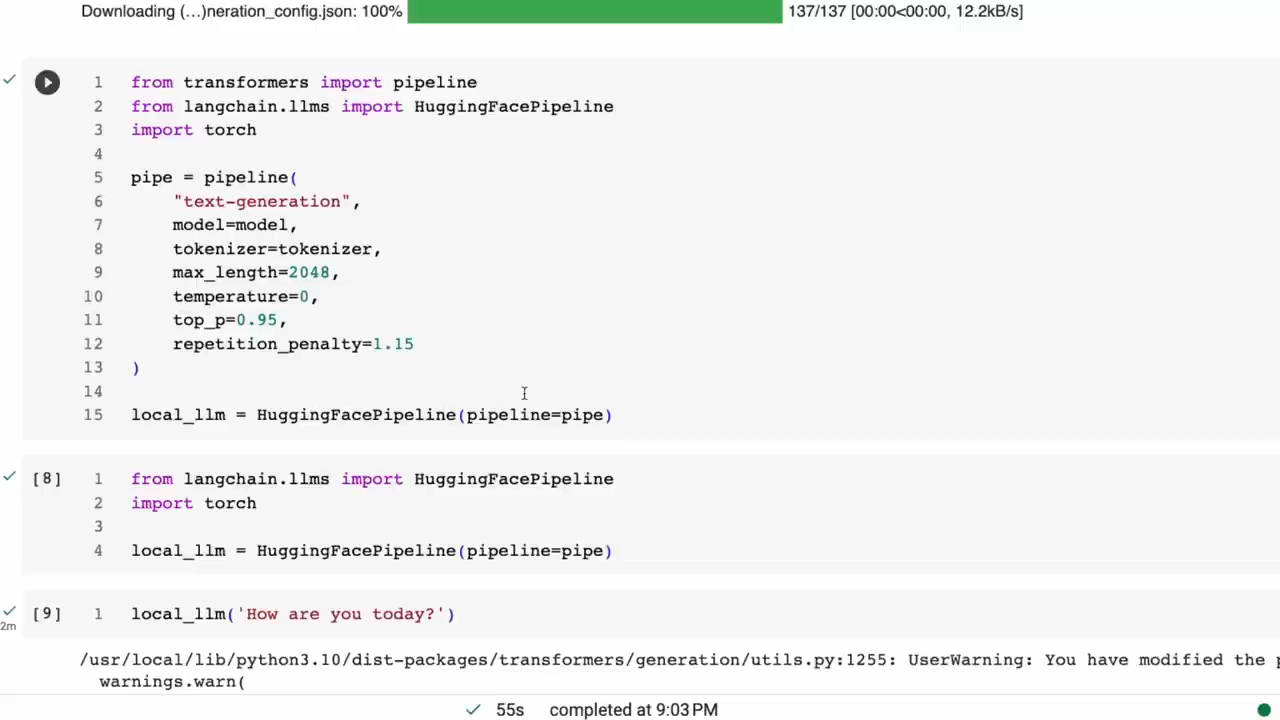 Downloading (...)neration_config.json: 100% 137/137 [00:00<00:00, 12.2kB/s]
1 from transformers import pipeline
2 from langchain.llms import HuggingFacePipeline
3 import torch
4
5 pipe = pipeline(
6 "text-generation",
7 model=model,
8 tokenizer=tokenizer,
9 max_length=2048,
10 temperature=0,
11 top_p=0.95,
12 repetition_penalty=1.15
13 )
14
15 local_llm = HuggingFacePipeline(pipeline=pipe)
[8] 1 from langchain.llms import HuggingFacePipeline
2 import torch
3
4 local_llm = HuggingFacePipeline(pipeline=pipe)
[9] 1 local_llm('How are you today?')
2m
/usr/local/lib/python3.10/dist-packages/transformers/generation/utils.py:1255: UserWarning: You have modified the p
warnings.warn(
55s completed at 9:03 PM